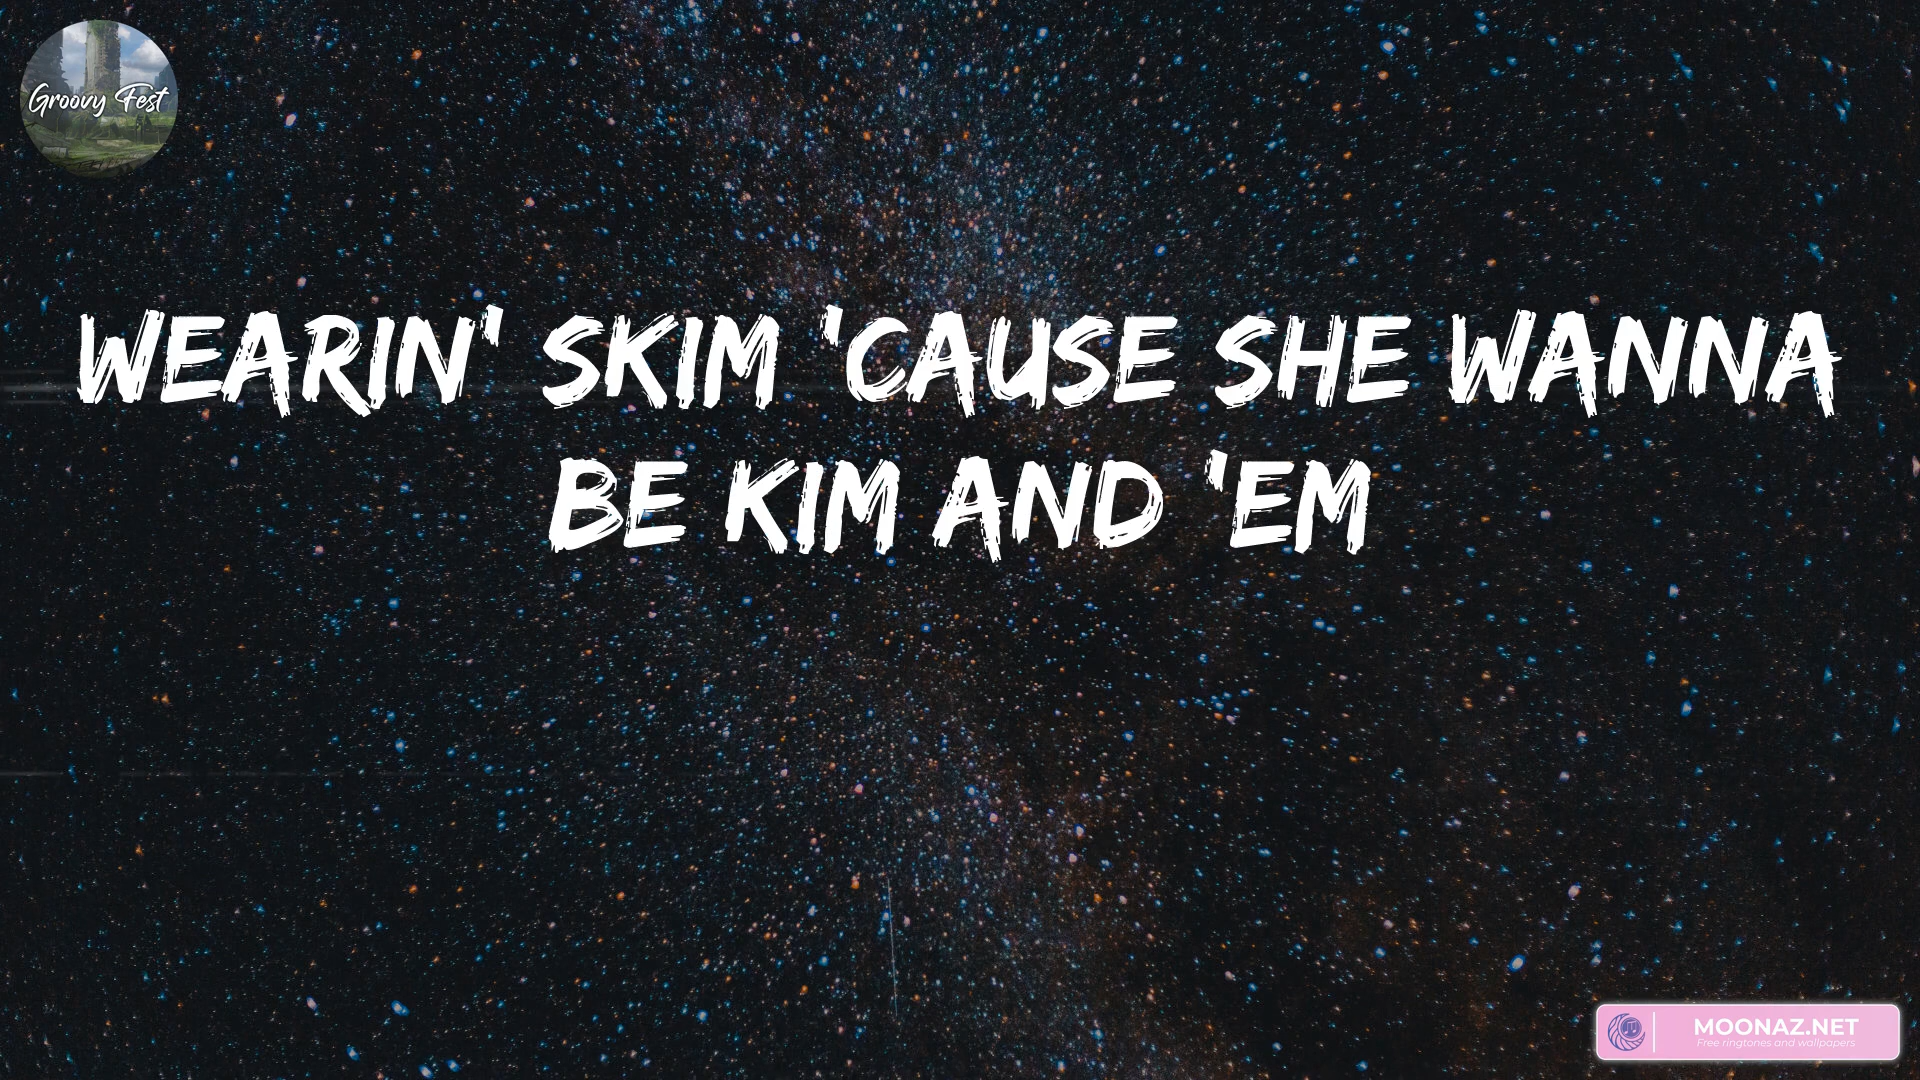 Groovy Fest
WEARIN' SKIM 'CAUSE SHE WANNA
BE KIM AND 'EM
MOONAZ.NET
Free ringtones and wallpapers